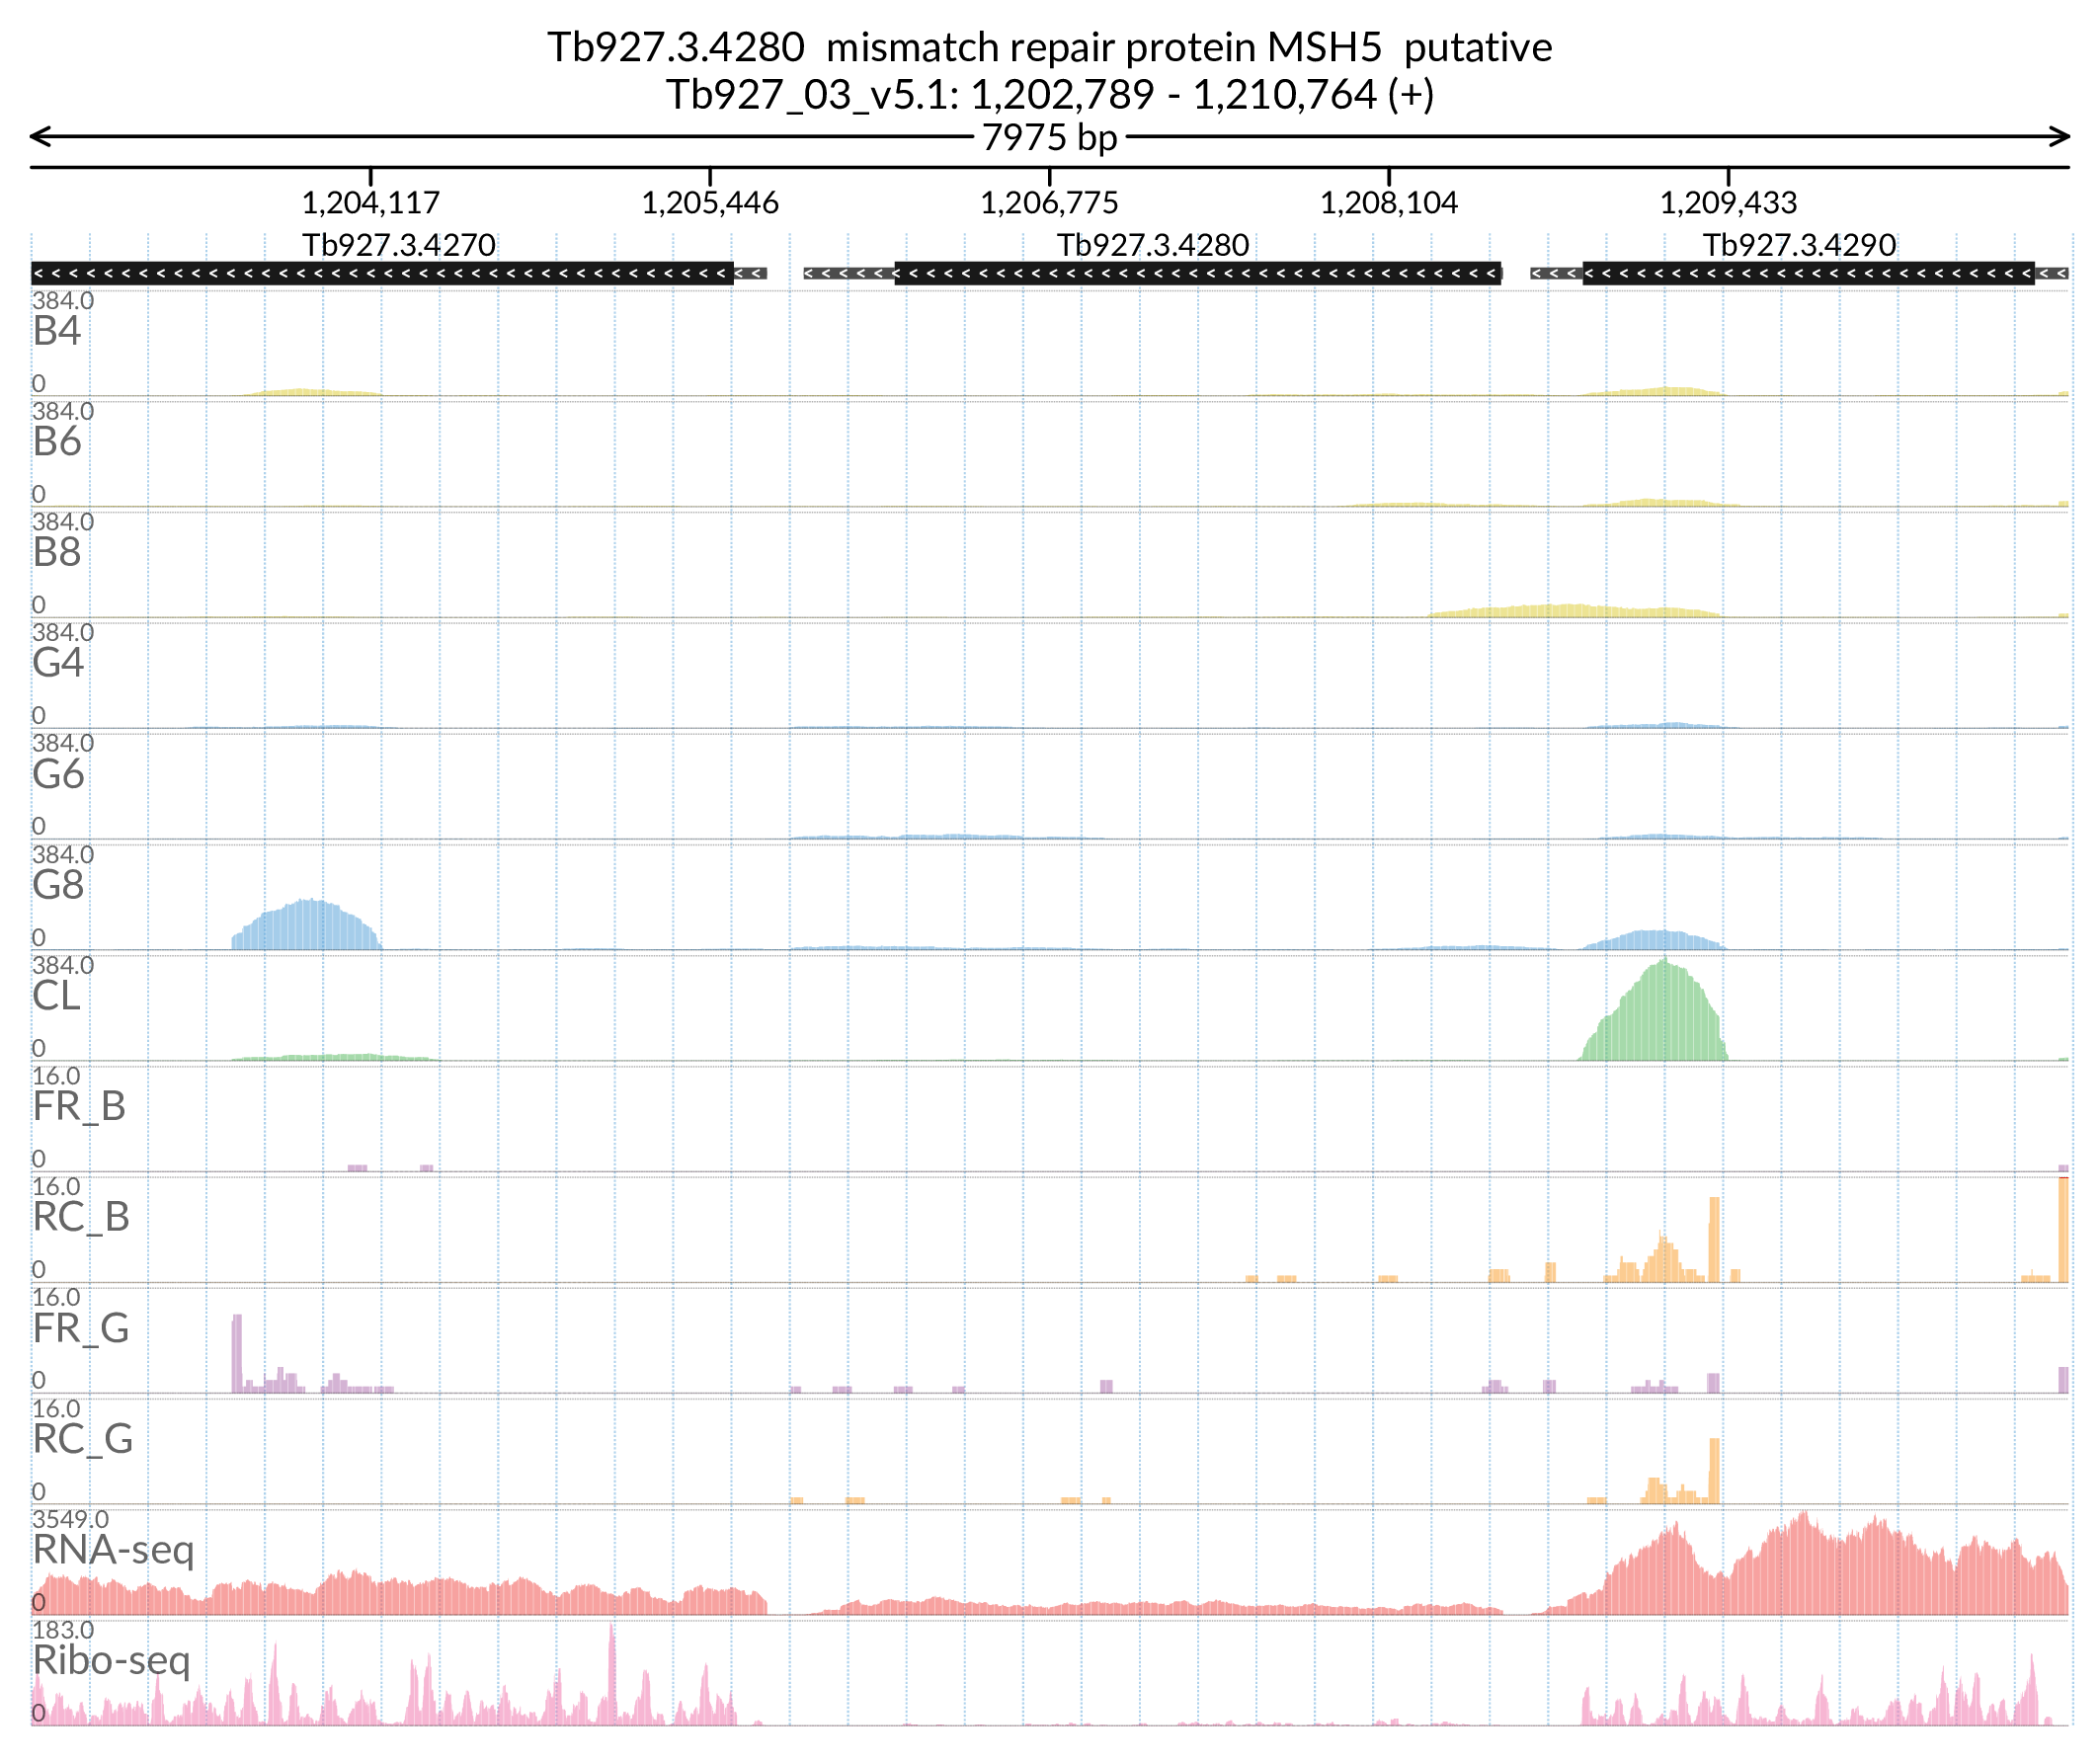 Tb927.3.4280 mismatch repair protein MSH5 putative
Tb927_03_v5.1: 1,202,789 - 1,210,764 (+)
7975 bp
1,204,117 1,205,446 1,206,775 1,208,104 1,209,433
Tb927.3.4270 Tb927.3.4280 Tb927.3.4290
384.0
B4
0
384.0
B6
0
384.0
B8
0
384.0
G4
0
384.0
G6
0
384.0
G8
0
384.0
CL
0
16.0
FR_B
0
16.0
RC_B
0
16.0
FR_G
0
16.0
RC_G
0
3549.0
RNA-seq
0
183.0
Ribo-seq
0